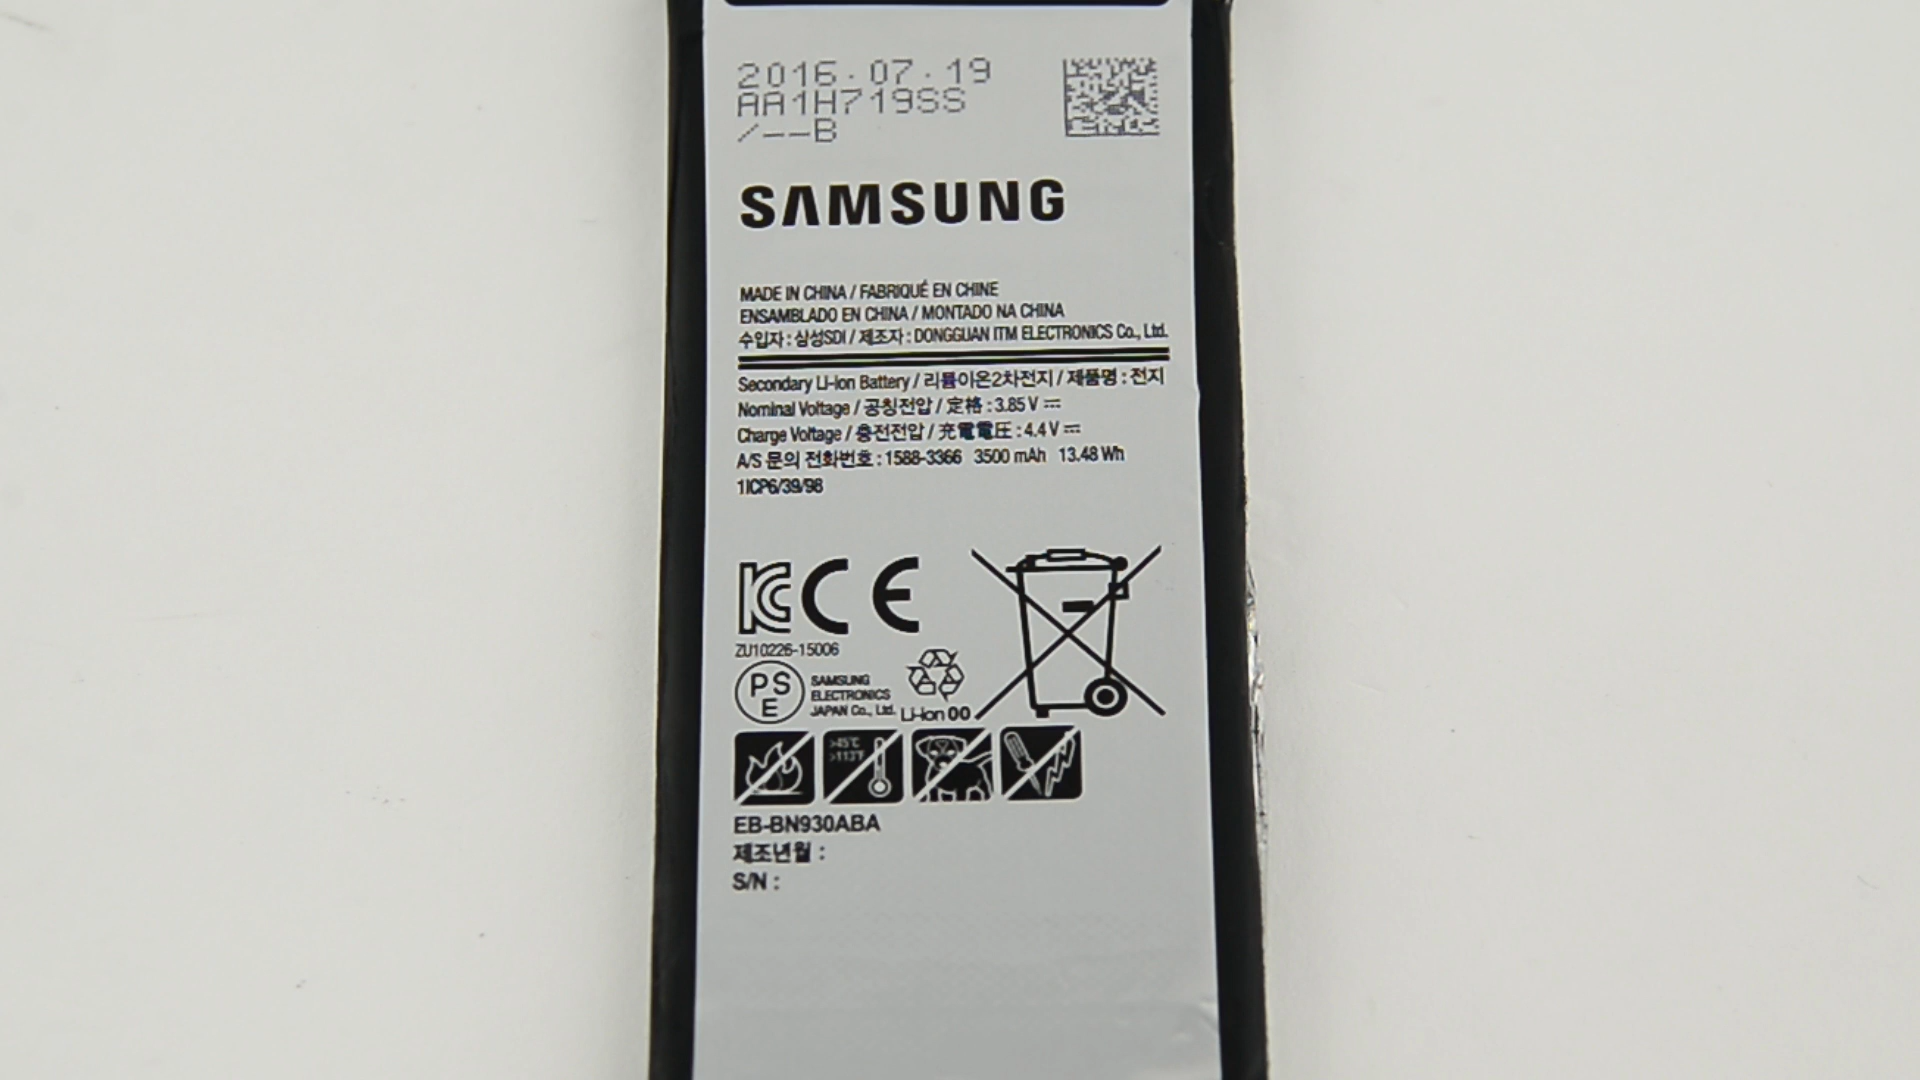 2016.07.19
AA1H719SS
/--B
SAMSUNG
MADE IN CHINA / FABRIQUÉ EN CHINE
ENSAMBLADO EN CHINA / MONTADO NA CHINA
수입자 : 삼성SDI / 제조자 : DONGGUAN ITM ELECTRONICS Co., Ltd.
Secondary Li-ion Battery / 리튬이온2차전지 / 제품명 : 전지
Nominal Voltage / 공칭전압 / 定格 : 3.85 V ⎓
Charge Voltage / 충전전압 / 充電電圧 : 4.4 V ⎓
A/S 문의 전화번호 : 1588-3366 3500 mAh 13.48 Wh
1ICP6/39/98
KC CE
ZU10226-15006
PSE
SAMSUNG
ELECTRONICS
JAPAN Co., Ltd.
Li-ion 00
>45°C
>113°F
EB-BN930ABA
제조년월 :
S/N :